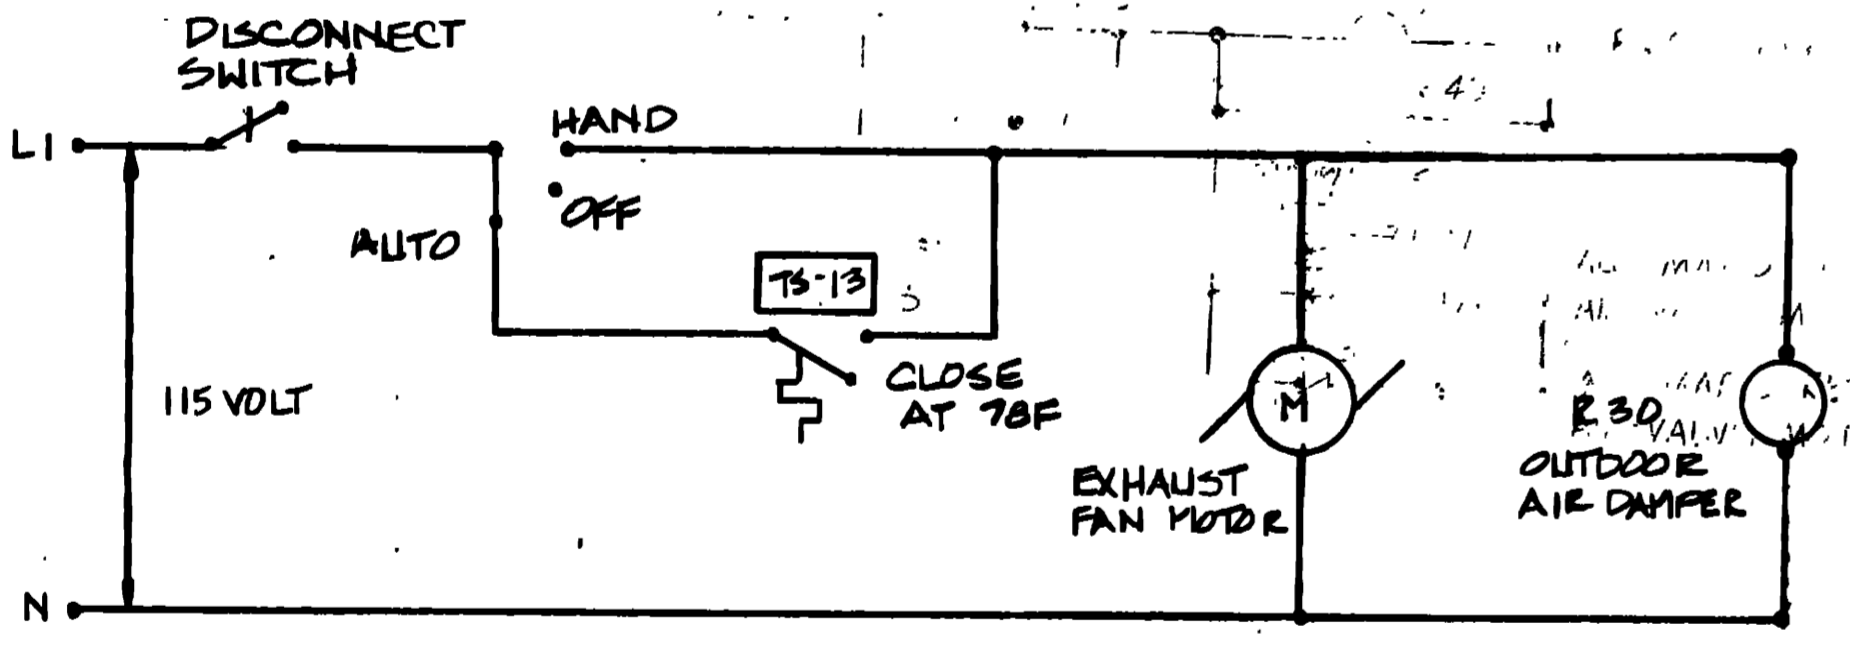 DISCONNECT
SWITCH
L1
HAND
OFF
AUTO
TS-13
CLOSE
AT 78F
115 VOLT
M
EXHAUST
FAN MOTOR
R30
OUTDOOR
AIR DAMPER
N